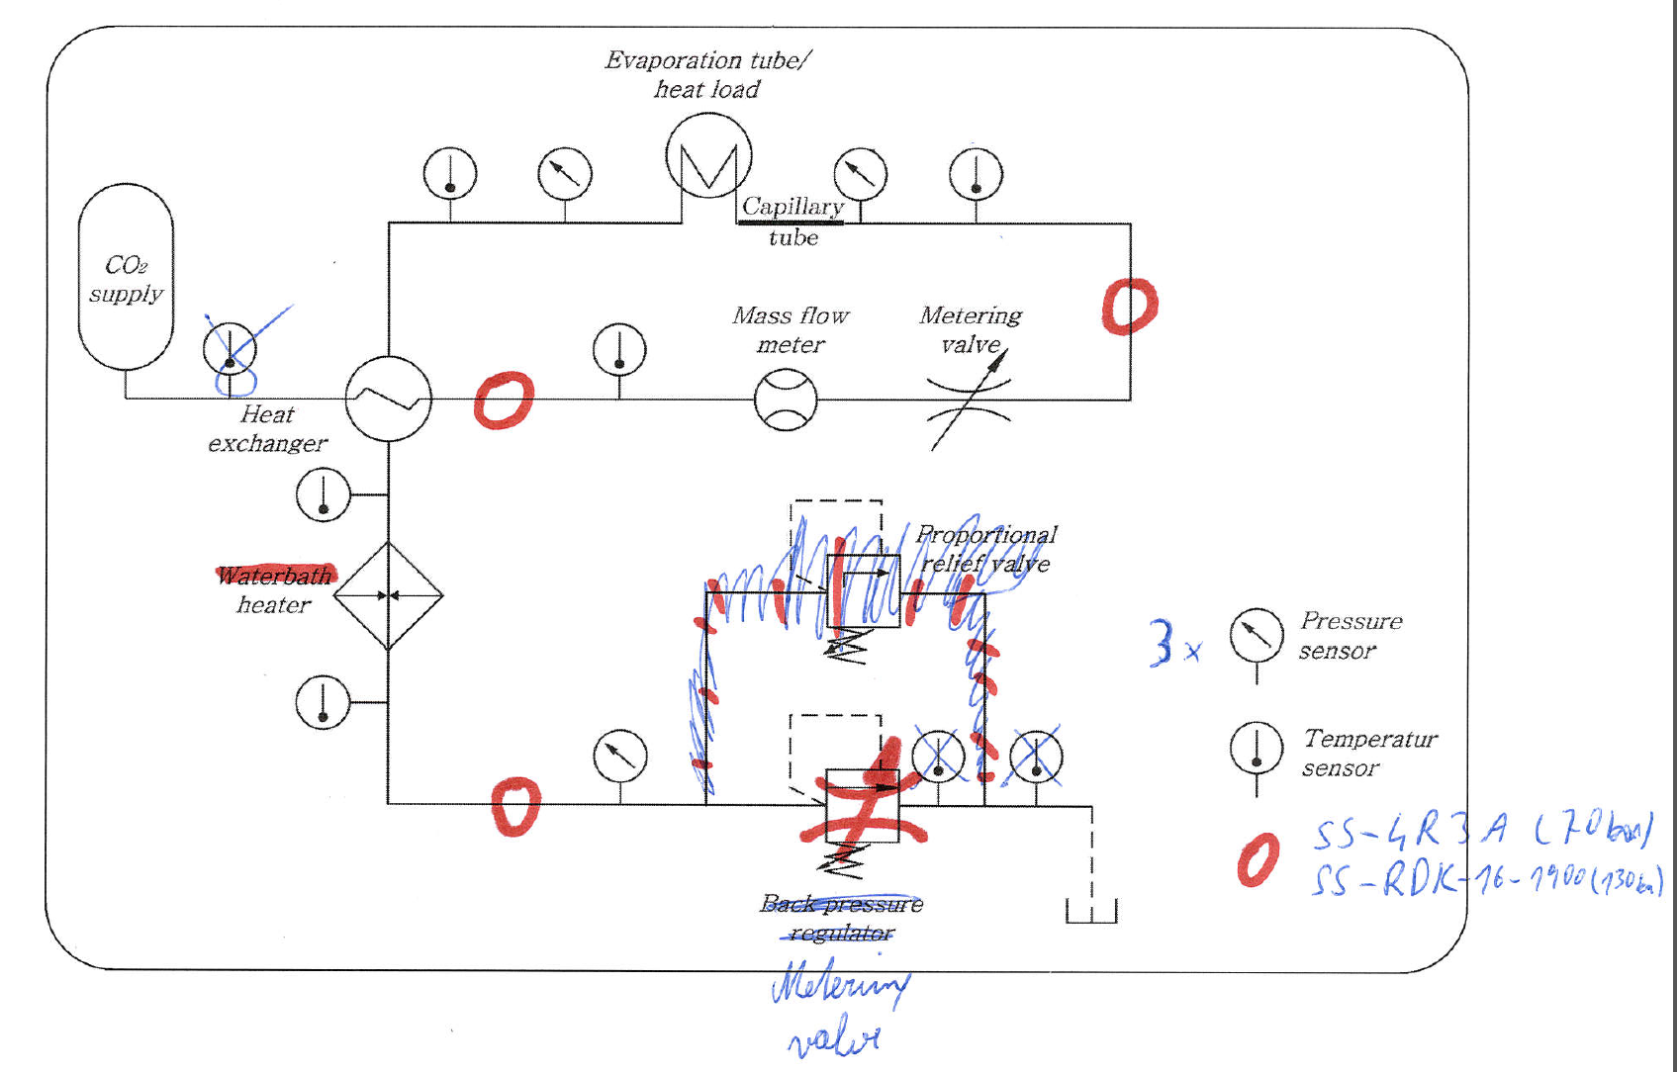 Evaporation tube/
heat load
Capillary
tube
CO₂
supply
Mass flow
meter
Metering
valve
Heat
exchanger
Proportional
relief valve
Waterbath
heater
3x
Pressure
sensor
Temperatur
sensor
SS-4R3A (70bar)
SS-RDK-16-1900(130bar)
Back pressure
regulator
Metering
valve